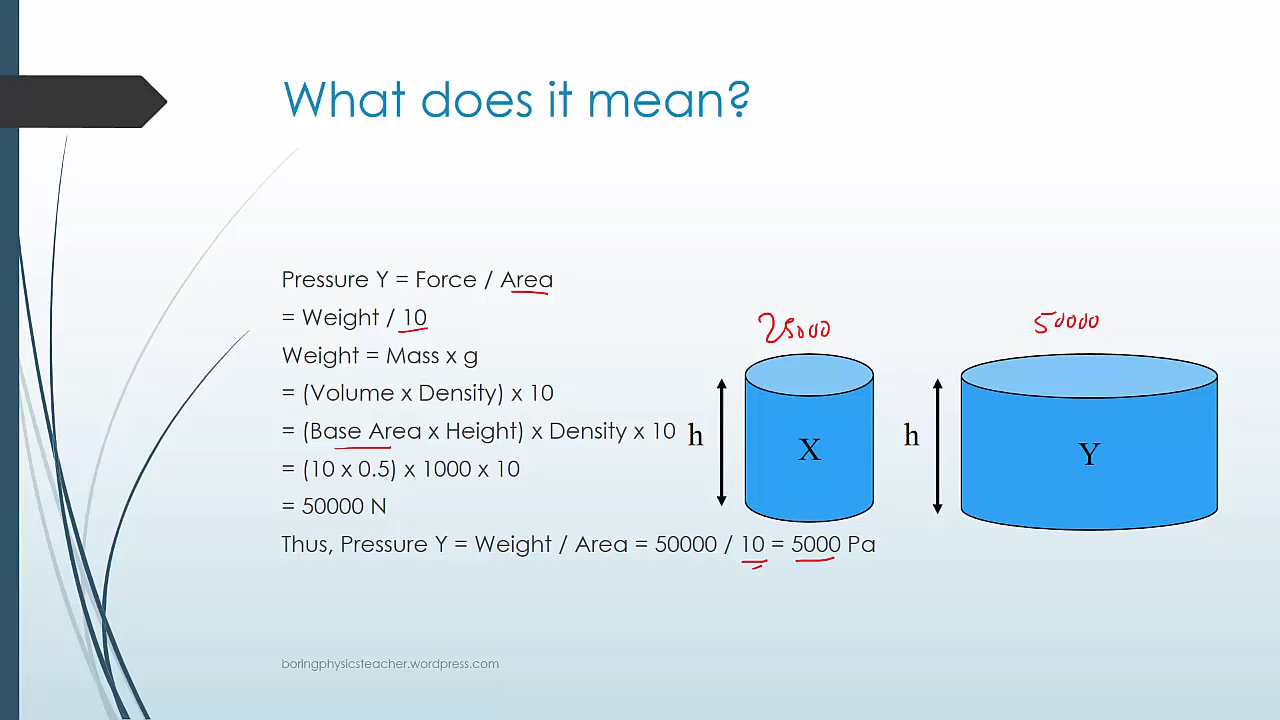 What does it mean?
Pressure Y = Force / Area
= Weight / 10
Weight = Mass x g
= (Volume x Density) x 10
= (Base Area x Height) x Density x 10
= (10 x 0.5) x 1000 x 10
= 50000 N
Thus, Pressure Y = Weight / Area = 50000 / 10 = 5000 Pa
25000
50000
h
X
h
Y
boringphysicsteacher.wordpress.com